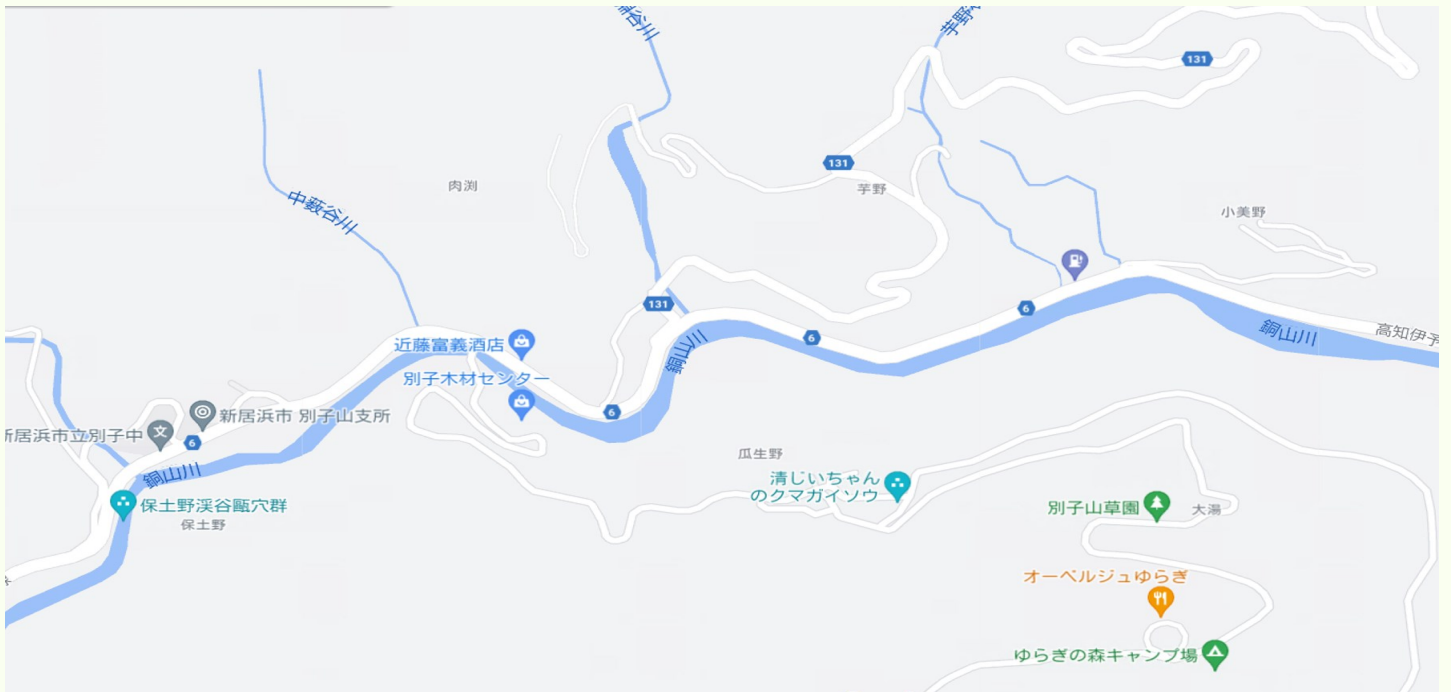 131
131
中薮谷川
肉渕
芋野
小美野
131
6
6
銅山川
銅山川
高知伊予
近藤富義酒店
別子木材センター
6
新居浜市 別子山支所
新居浜市立別子中
6
銅山川
瓜生野
清じいちゃん
のクマガイソウ
保土野渓谷甌穴群
保土野
別子山草園
大湯
オーベルジュゆらぎ
ゆらぎの森キャンプ場